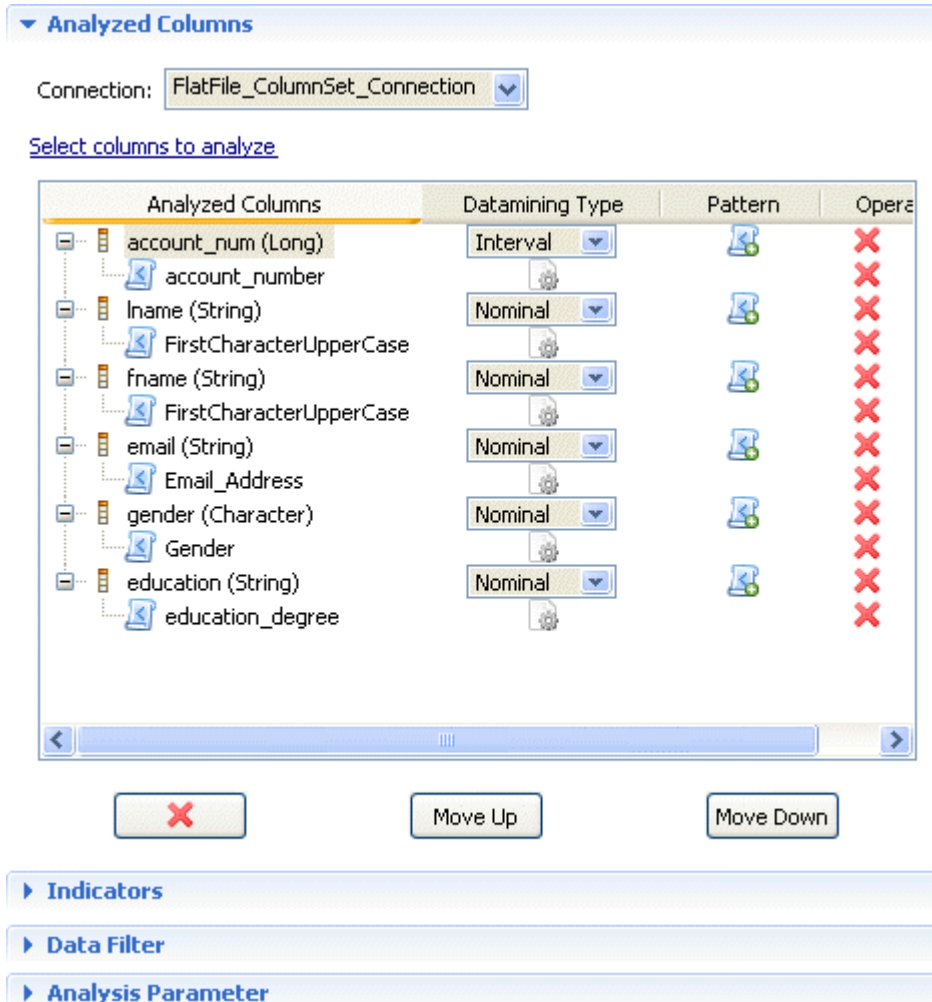 Analyzed Columns
Connection: FlatFile_ColumnSet_Connection
Select columns to analyze
Analyzed Columns Datamining Type Pattern Opera
account_num (Long) Interval
account_number
lname (String) Nominal
FirstCharacterUpperCase
fname (String) Nominal
FirstCharacterUpperCase
email (String) Nominal
Email_Address
gender (Character) Nominal
Gender
education (String) Nominal
education_degree
Move Up Move Down
Indicators
Data Filter
Analysis Parameter